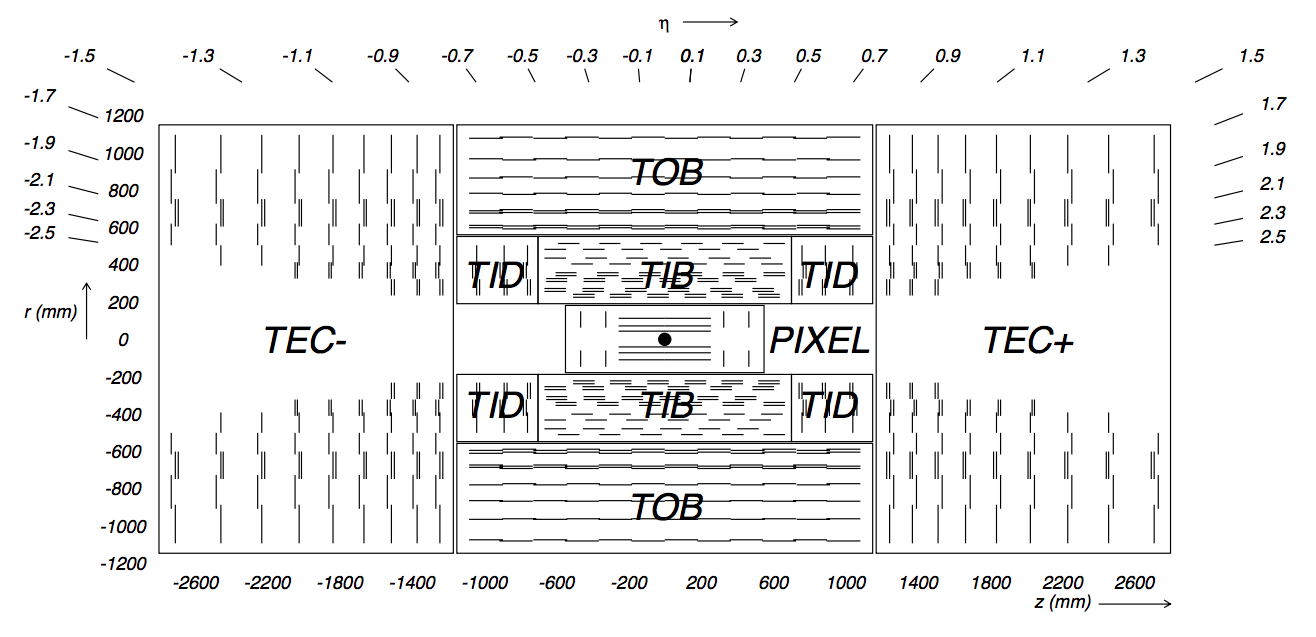 η
-1.5 -1.3 -1.1 -0.9 -0.7 -0.5 -0.3 -0.1 0.1 0.3 0.5 0.7 0.9 1.1 1.3 1.5
-1.7 1.7
1200
-1.9 1.9
1000
-2.1 2.1
800
-2.3 2.3
600
-2.5 2.5
TOB
400
TID TIB TID
200
r (mm)
0
TEC- PIXEL TEC+
-200
-400
TID TIB TID
-600
-800
TOB
-1000
-1200
-2600 -2200 -1800 -1400 -1000 -600 -200 200 600 1000 1400 1800 2200 2600
z (mm)